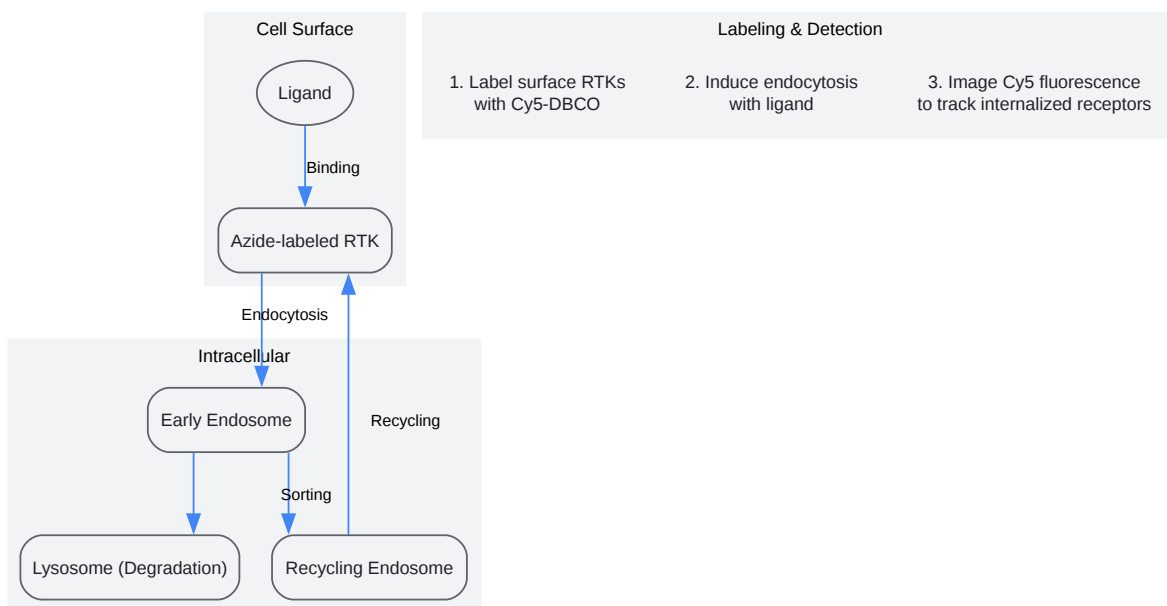 Cell Surface
Ligand
Binding
Azide-labeled RTK
Endocytosis
Intracellular
Early Endosome
Recycling
Sorting
Lysosome (Degradation)
Recycling Endosome
Labeling & Detection
1. Label surface RTKs
with Cy5-DBCO
2. Induce endocytosis
with ligand
3. Image Cy5 fluorescence
to track internalized receptors